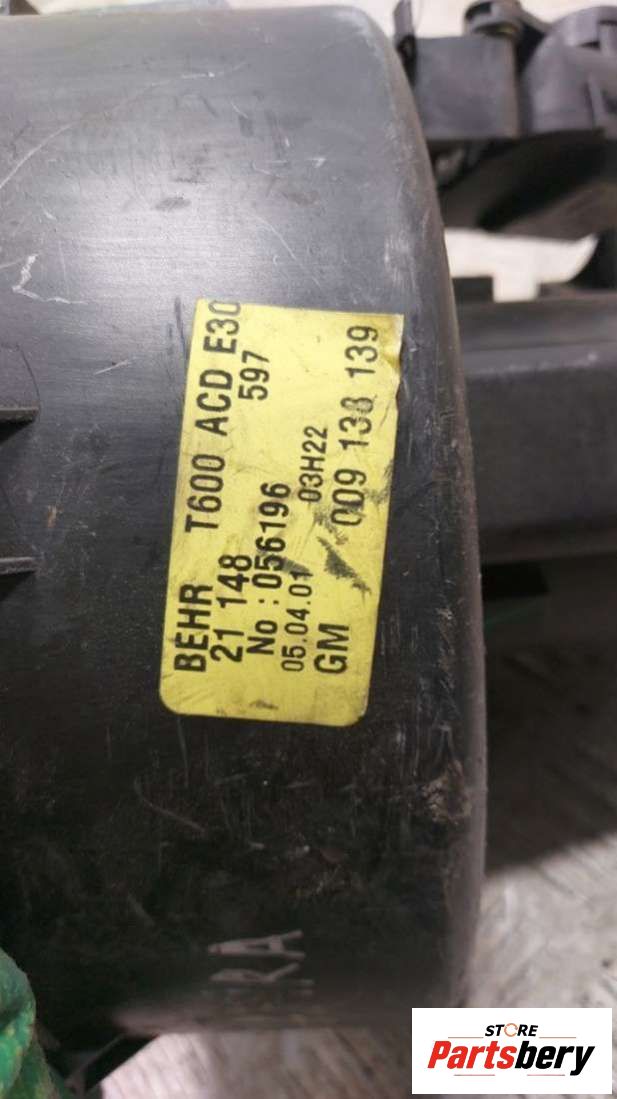 BEHR T600 ACD E30
21 148 597
No : 056196
05.04.01 03H22
GM 009 138 139
STORE
Partsbery